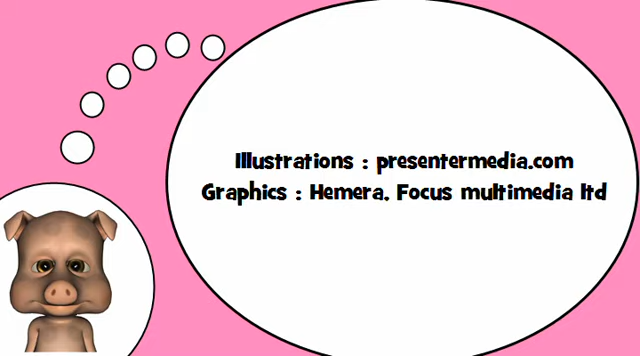 Illustrations : presentermedia.com
Graphics : Hemera. Focus multimedia ltd